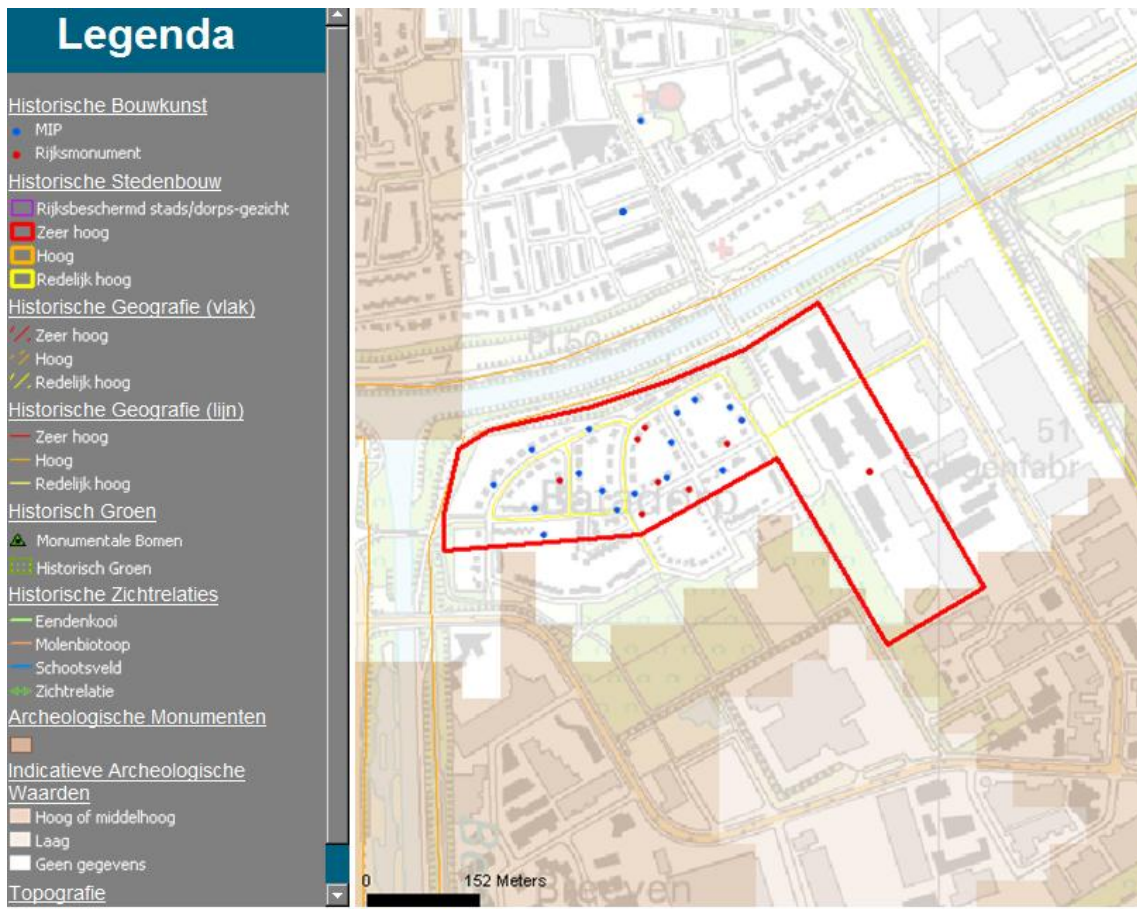 Legenda
Historische Bouwkunst
MIP
Rijksmonument
Historische Stedenbouw
Rijksbeschermd stads/dorps-gezicht
Zeer hoog
Hoog
Redelijk hoog
Historische Geografie (vlak)
Zeer hoog
Hoog
Redelijk hoog
Historische Geografie (lijn)
Zeer hoog
Hoog
Redelijk hoog
Historisch Groen
Monumentale Bomen
Historisch Groen
Historische Zichtrelaties
Eendenkooi
Molenbiotoop
Schootsveld
Zichtrelatie
Archeologische Monumenten
Indicatieve Archeologische
Waarden
Hoog of middelhoog
Laag
Geen gegevens
Topografie
51
0
152 Meters